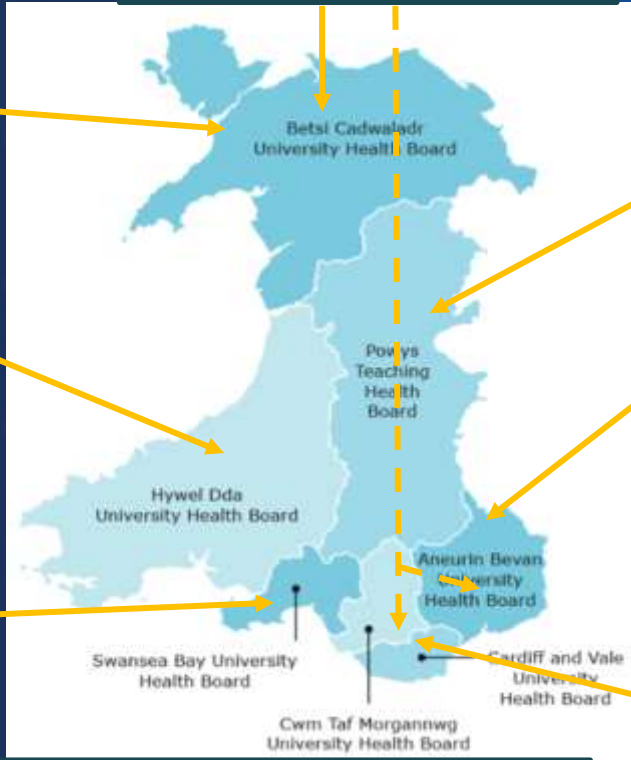 Betsi Cadwaladr
University Health Board
Powys
Teaching
Health
Board
Hywel Dda
University Health Board
Aneurin Bevan
University
Health Board
Swansea Bay University
Health Board
Cardiff and Vale
University
Health Board
Cwm Taf Morgannwg
University Health Board